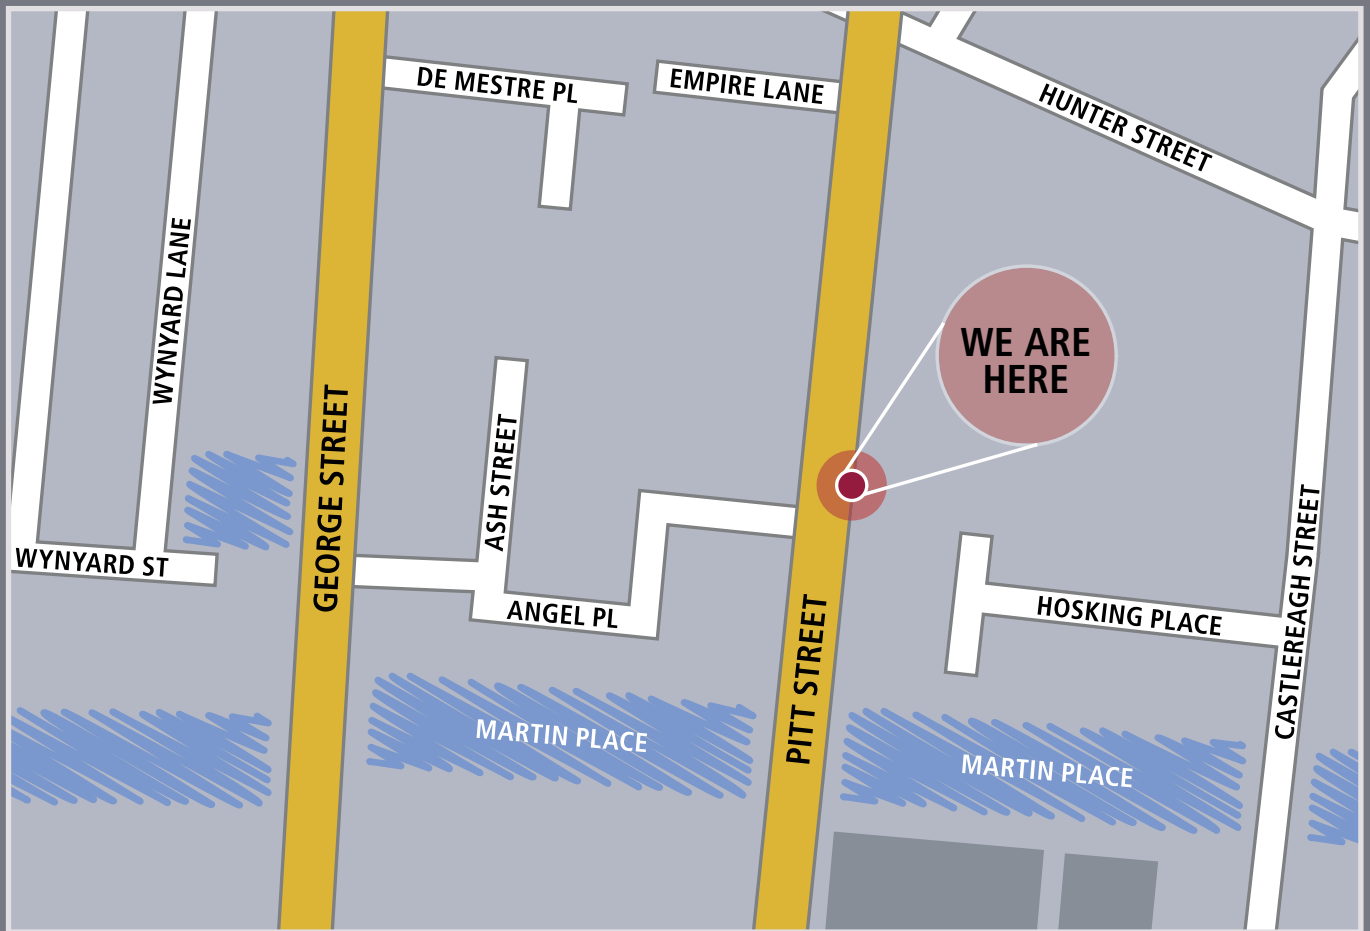 DE MESTRE PL
EMPIRE LANE
HUNTER STREET
WYNYARD LANE
WE ARE
HERE
GEORGE STREET
ASH STREET
WYNYARD ST
ANGEL PL
PITT STREET
HOSKING PLACE
CASTLEREAGH STREET
MARTIN PLACE
MARTIN PLACE